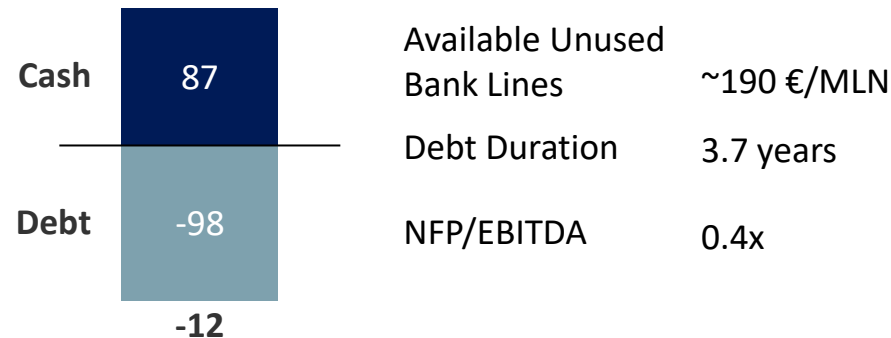 Cash
87
Debt
-98
-12
Available Unused
Bank Lines
~190 €/MLN
Debt Duration
3.7 years
NFP/EBITDA
0.4x